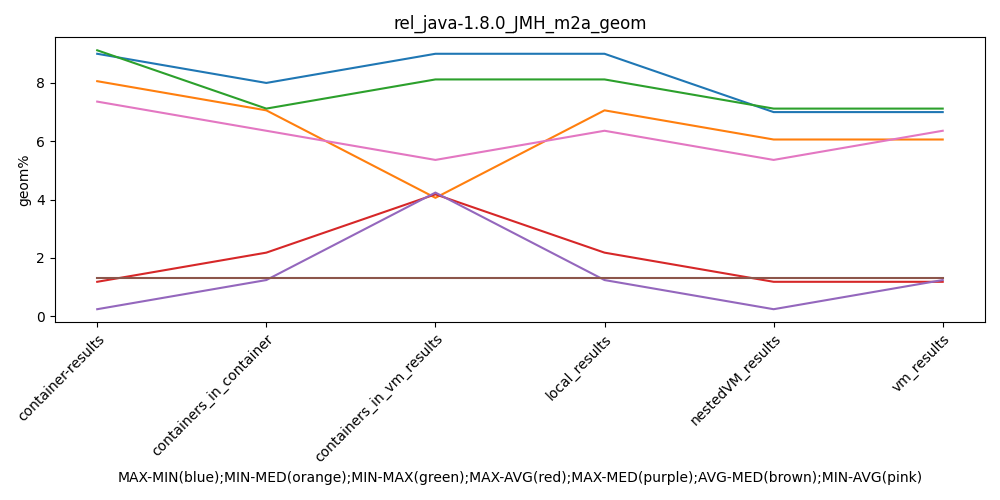 rel_java-1.8.0_JMH_m2a_geom
geom%
8
6
4
2
0
container-results
containers_in_container
containers_in_vm_results
local_results
nestedVM_results
vm_results
MAX-MIN(blue);MIN-MED(orange);MIN-MAX(green);MAX-AVG(red);MAX-MED(purple);AVG-MED(brown);MIN-AVG(pink)